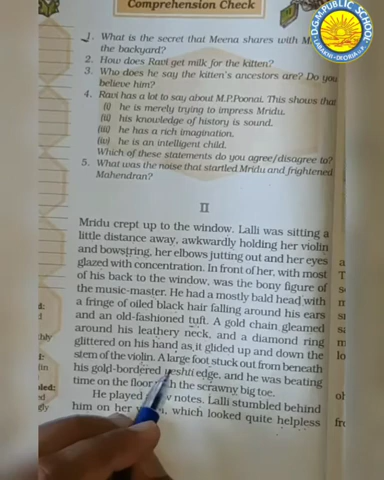 Comprehension Check
D.G.M PUBLIC SCHOOL
1. What is the secret that Meena shares with M
the backyard?
2. How does Ravi get milk for the kitten?
3. Who does he say the kitten's ancestors are? Do you
believe him?
4. Ravi has a lot to say about M.P.Poonai. This shows that
(i) he is merely trying to impress Mridu.
(ii) his knowledge of history is sound.
(iii) he has a rich imagination.
(iv) he is an intelligent child.
Which of these statements do you agree/disagree to?
5. What was the noise that startled Mridu and frightened
Mahendran?
II
Mridu crept up to the window. Lalli was sitting a
little distance away, awkwardly holding her violin
and bowstring, her elbows jutting out and her eyes
glazed with concentration. In front of her, with most
of his back to the window, was the bony figure of
the music-master. He had a mostly bald head with
a fringe of oiled black hair falling around his ears
and an old-fashioned tuft. A gold chain gleamed
around his leathery neck, and a diamond ring
glittered on his hand as it glided up and down the
stem of the violin. A large foot stuck out from beneath
his gold-bordered veshti edge, and he was beating
time on the floor the scrawny big toe.
He played notes. Lalli stumbled behind
him on her , which looked quite helpless